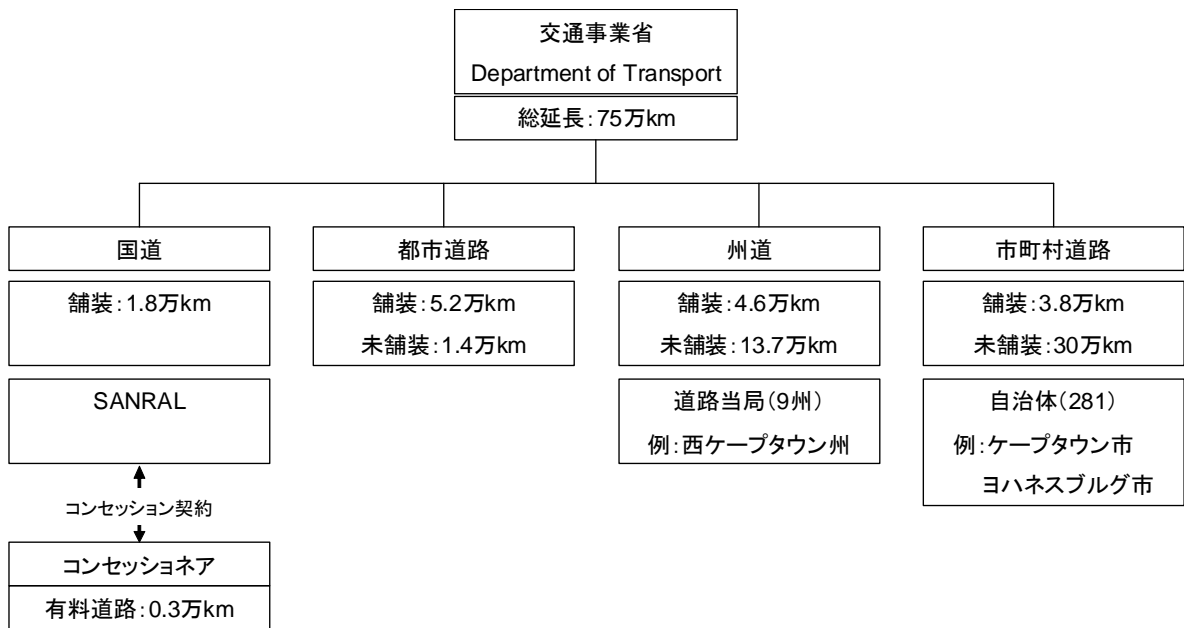 交通事業省
Department of Transport
総延長:75万km
国道
都市道路
州道
市町村道路
舗装:1.8万km
舗装:5.2万km
未舗装:1.4万km
舗装:4.6万km
未舗装:13.7万km
舗装:3.8万km
未舗装:30万km
SANRAL
道路当局(9州)
例:西ケープタウン州
自治体(281)
例:ケープタウン市
ヨハネスブルグ市
コンセッション契約
コンセッショネア
有料道路:0.3万km